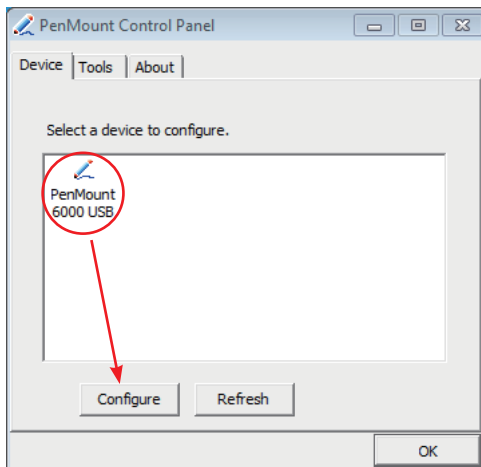 PenMount Control Panel
Device Tools About
Select a device to configure.
PenMount
6000 USB
Configure Refresh
OK